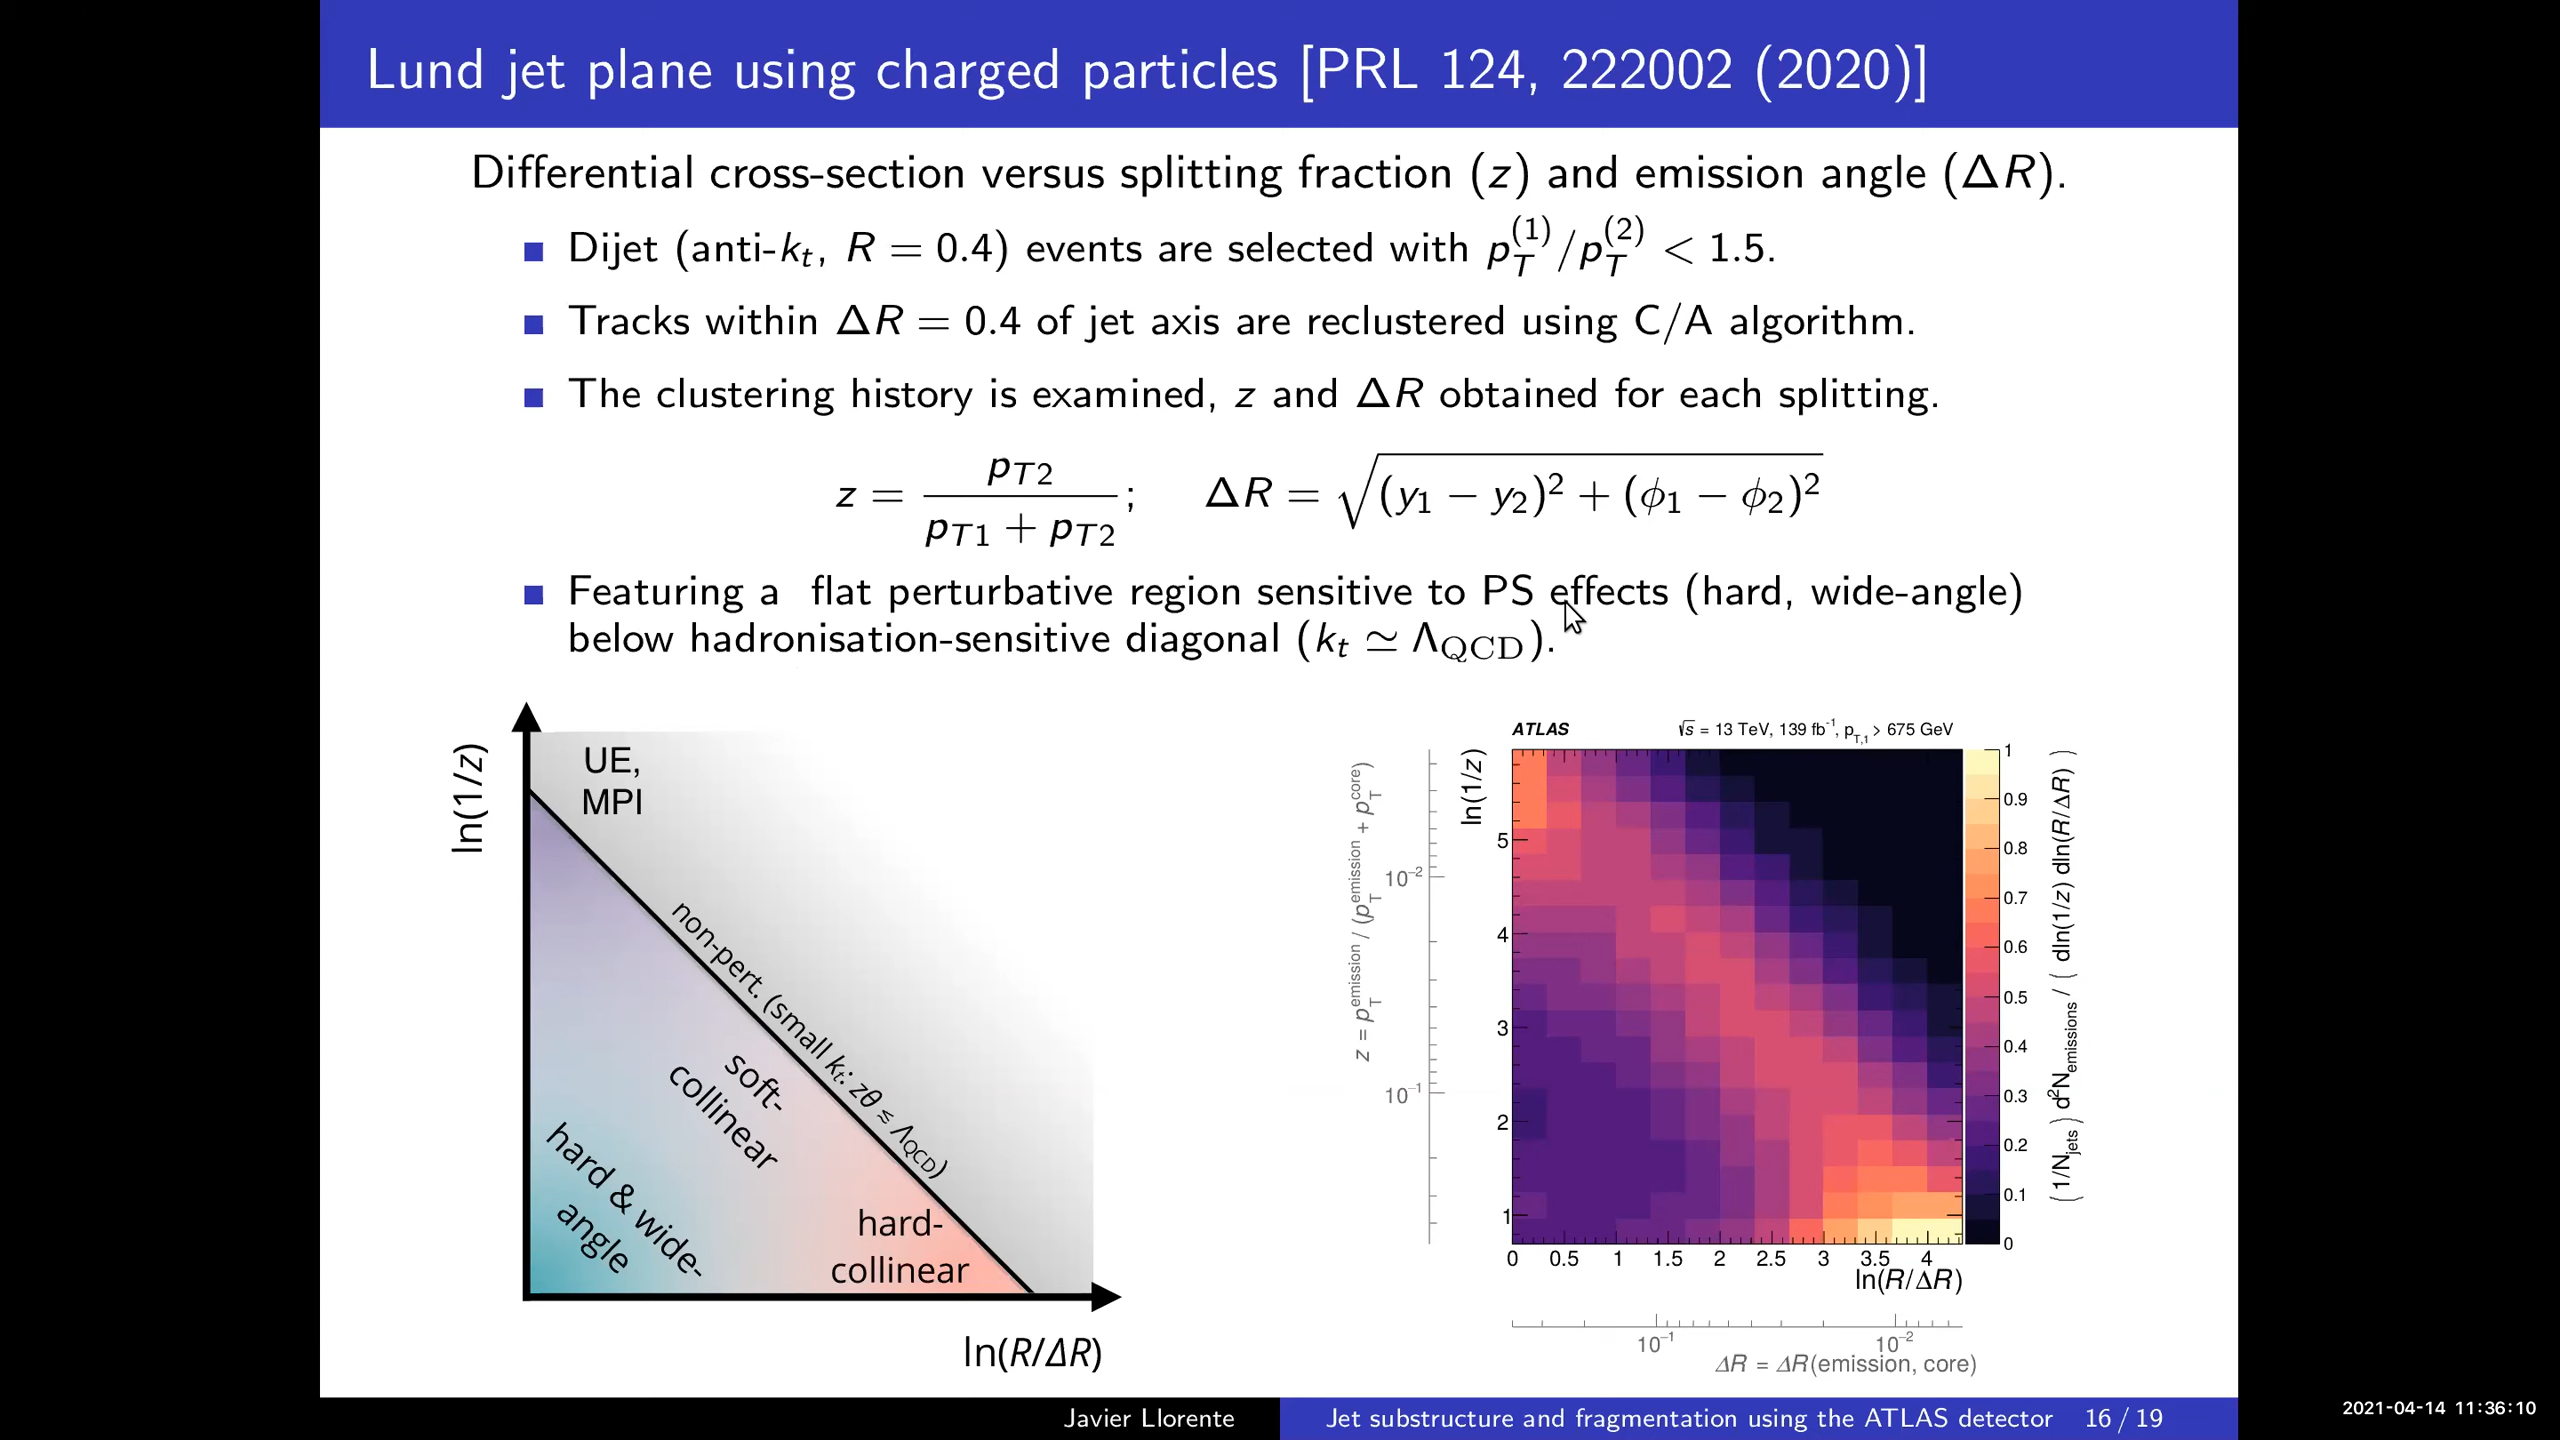 Lund jet plane using charged particles [PRL 124, 222002 (2020)]
Differential cross-section versus splitting fraction (z) and emission angle (ΔR).
Dijet (anti-kₜ, R = 0.4) events are selected with p_T^(1)/p_T^(2) < 1.5.
Tracks within ΔR = 0.4 of jet axis are reclustered using C/A algorithm.
The clustering history is examined, z and ΔR obtained for each splitting.
z = p_T2 / (p_T1 + p_T2) ; ΔR = √((y₁ − y₂)² + (ϕ₁ − ϕ₂)²)
Featuring a flat perturbative region sensitive to PS effects (hard, wide-angle)
below hadronisation-sensitive diagonal (kₜ ≃ Λ_QCD).
ln(1/z)
UE,
MPI
non-pert. (small kₜ: zθ ≲ Λ_QCD)
soft-
collinear
hard & wide-
angle
hard-
collinear
ln(R/ΔR)
ATLAS
√s = 13 TeV, 139 fb⁻¹, p_T,1 > 675 GeV
z = p_T^emission / (p_T^emission + p_T^core)
10⁻²
10⁻¹
ln(1/z)
5
4
3
2
1
0 0.5 1 1.5 2 2.5 3 3.5 4
ln(R/ΔR)
10⁻¹ 10⁻²
ΔR = ΔR(emission, core)
1
0.9
0.8
0.7
0.6
0.5
0.4
0.3
0.2
0.1
0
(1/N_jets) d²N_emissions / ( dln(1/z) dln(R/ΔR) )
Javier Llorente
Jet substructure and fragmentation using the ATLAS detector 16 / 19
2021-04-14 11:36:10